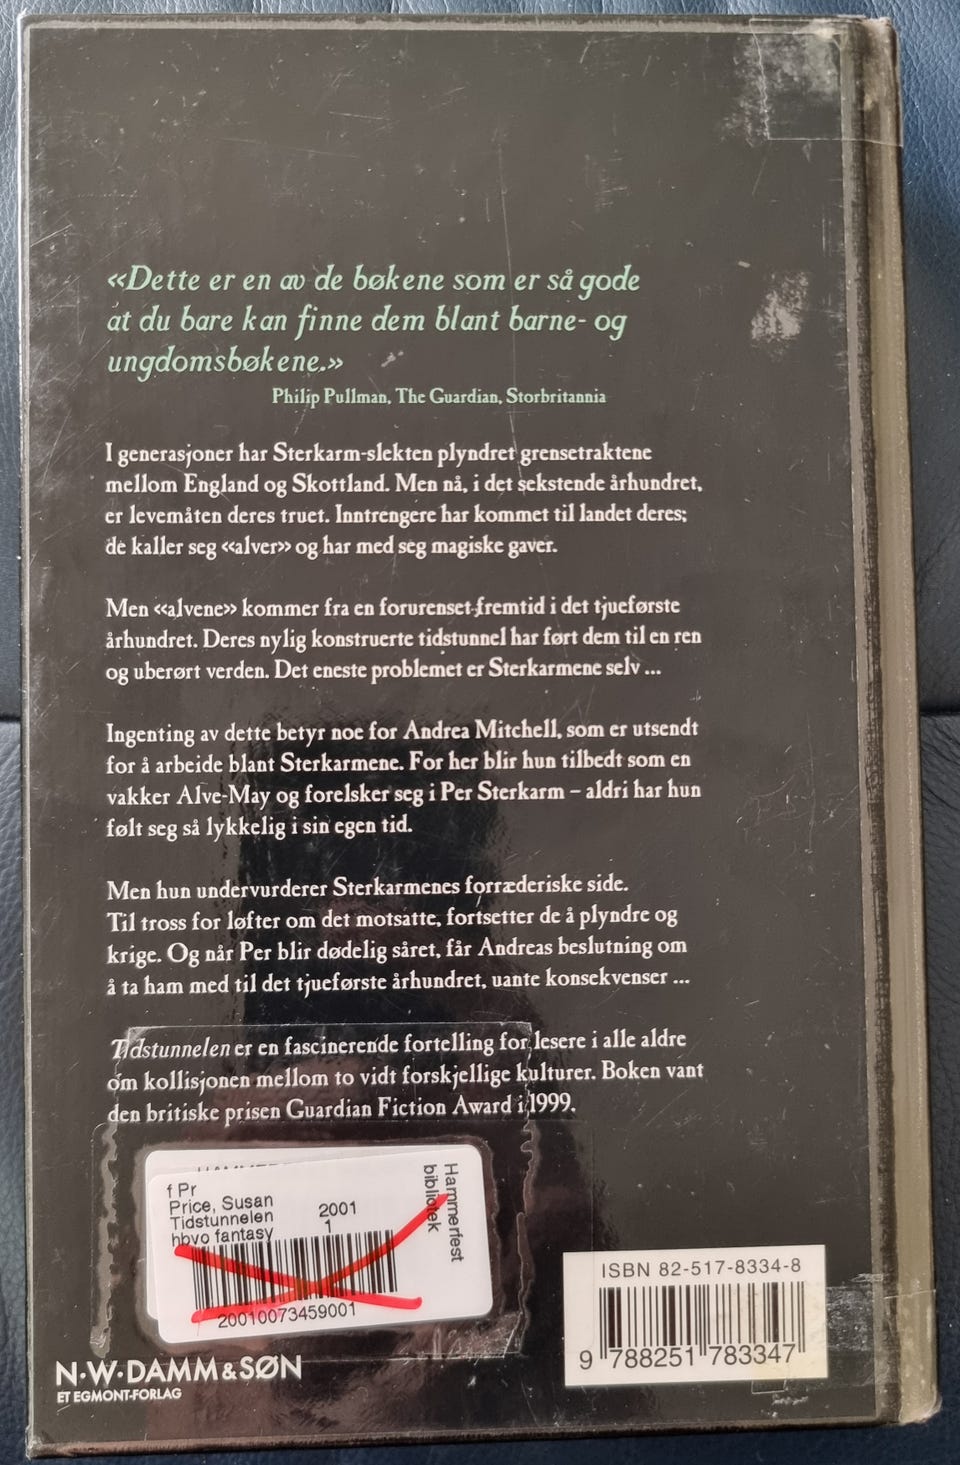 «Dette er en av de bøkene som er så gode
at du bare kan finne dem blant barne- og
ungdomsbøkene.»
Philip Pullman, The Guardian, Storbritannia
I generasjoner har Sterkarm-slekten plyndret grensetraktene
mellom England og Skottland. Men nå, i det sekstende århundret,
er levemåten deres truet. Inntrengere har kommet til landet deres;
de kaller seg «alver» og har med seg magiske gaver.
Men «alvene» kommer fra en forurenset fremtid i det tjueførste
århundret. Deres nylig konstruerte tidstunnel har ført dem til en ren
og uberørt verden. Det eneste problemet er Sterkarmene selv ...
Ingenting av dette betyr noe for Andrea Mitchell, som er utsendt
for å arbeide blant Sterkarmene. For her blir hun tilbedt som en
vakker Alve-May og forelsker seg i Per Sterkarm – aldri har hun
følt seg så lykkelig i sin egen tid.
Men hun undervurderer Sterkarmenes forræderiske side.
Til tross for løfter om det motsatte, fortsetter de å plyndre og
krige. Og når Per blir dødelig såret, får Andreas beslutning om
å ta ham med til det tjueførste århundret, uante konsekvenser ...
Tidstunnelen er en fascinerende fortelling for lesere i alle aldre
om kollisjonen mellom to vidt forskjellige kulturer. Boken vant
den britiske prisen Guardian Fiction Award i 1999.
f Pr
Price, Susan
Tidstunnelen 2001
hbvo fantasy 1
20010073459001
Hammerfest
bibliotek
ISBN 82-517-8334-8
9 788251 783347
N·W·DAMM & SØN
ET EGMONT-FORLAG